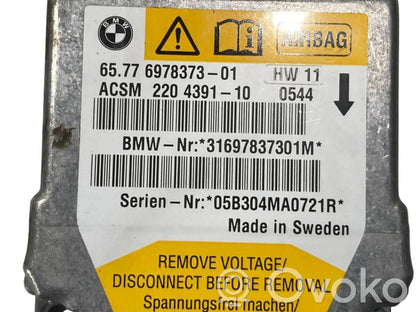 BMW
AIRBAG
65.77 6978373-01 HW 11
ACSM 220 4391-10 0544
BMW-Nr:*31697837301M*
Serien-Nr:*05B304MA0721R*
Made in Sweden
REMOVE VOLTAGE/
DISCONNECT BEFORE REMOVAL
Spannungsfrei machen/
Ovoko